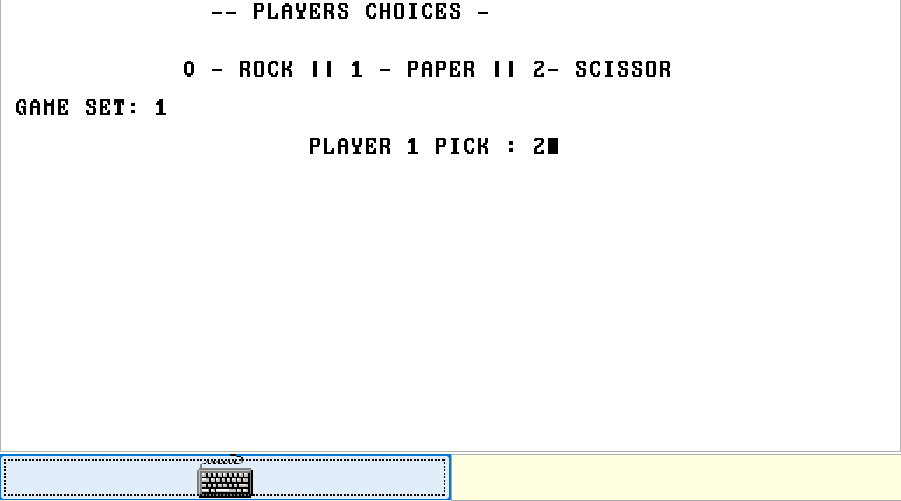 -- PLAYERS CHOICES -
0 - ROCK || 1 - PAPER || 2- SCISSOR
GAME SET: 1
PLAYER 1 PICK : 2